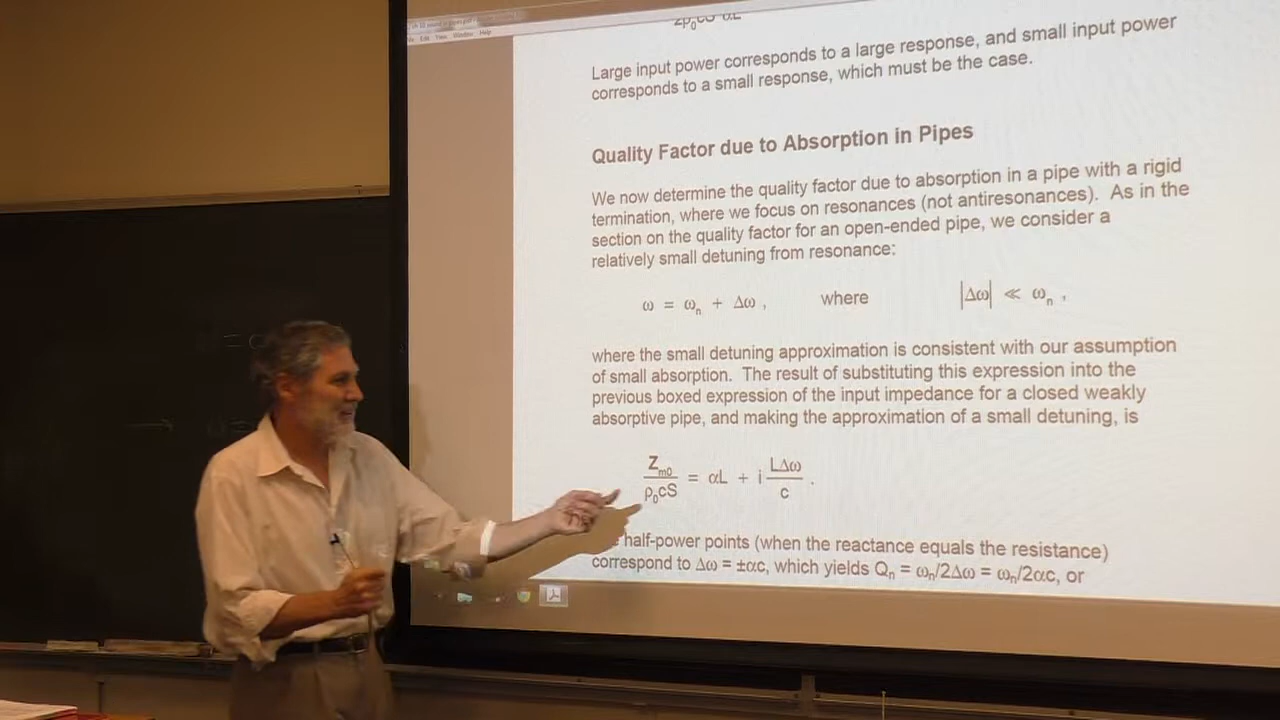 Edit View Window Help
2ρ₀cS αL
Large input power corresponds to a large response, and small input power
corresponds to a small response, which must be the case.
Quality Factor due to Absorption in Pipes
We now determine the quality factor due to absorption in a pipe with a rigid
termination, where we focus on resonances (not antiresonances). As in the
section on the quality factor for an open-ended pipe, we consider a
relatively small detuning from resonance:
ω = ωₙ + Δω , where |Δω| ≪ ωₙ ,
where the small detuning approximation is consistent with our assumption
of small absorption. The result of substituting this expression into the
previous boxed expression of the input impedance for a closed weakly
absorptive pipe, and making the approximation of a small detuning, is
Zₘ₀/ρ₀cS = αL + i LΔω/c .
half-power points (when the reactance equals the resistance)
correspond to Δω = ±αc, which yields Qₙ = ωₙ/2Δω = ωₙ/2αc, or